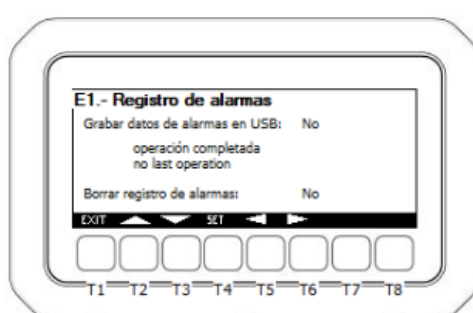 E1.- Registro de alarmas
Grabar datos de alarmas en USB: No
operación completada
no last operation
Borrar registro de alarmas: No
EXIT SET
T1 T2 T3 T4 T5 T6 T7 T8